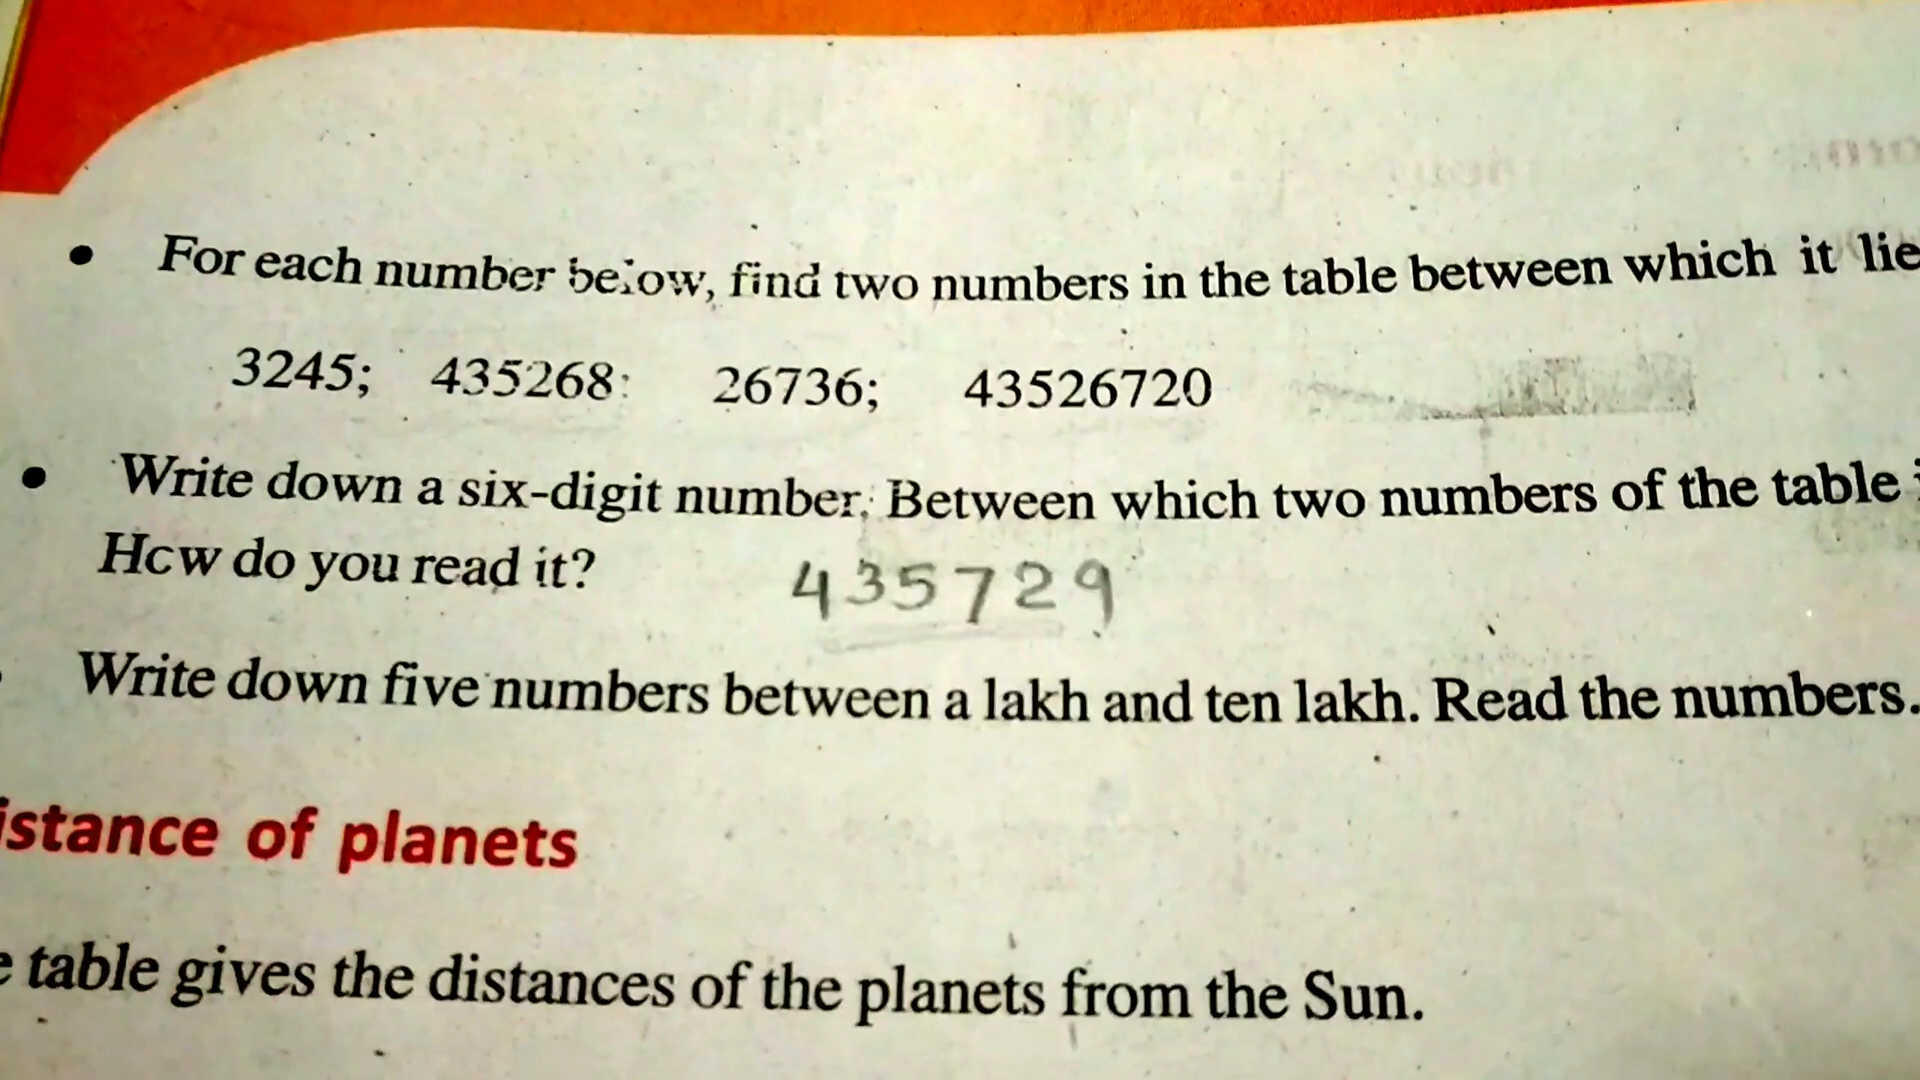 • For each number below, find two numbers in the table between which it lie
3245; 435268: 26736; 43526720
• Write down a six-digit number. Between which two numbers of the table
How do you read it? 435729
Write down five numbers between a lakh and ten lakh. Read the numbers.
istance of planets
e table gives the distances of the planets from the Sun.